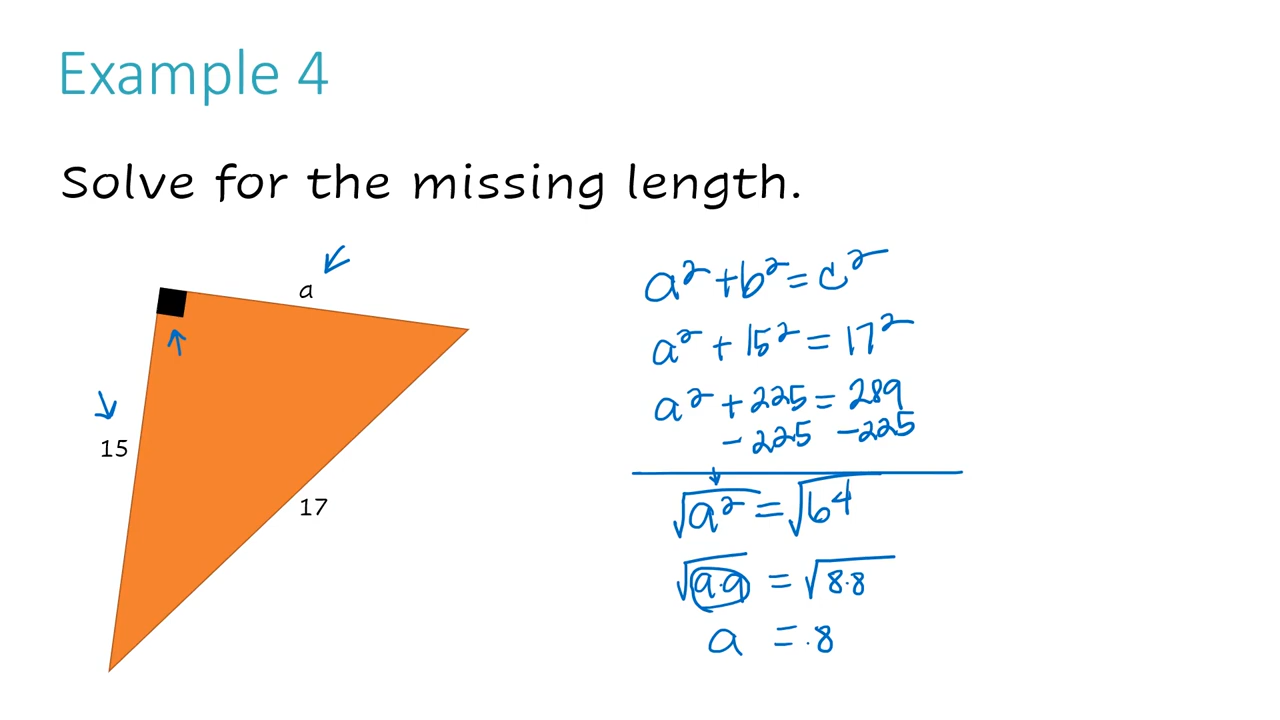 Example 4
Solve for the missing length.
a
15
17
a² + b² = c²
a² + 15² = 17²
a² + 225 = 289
- 225 - 225
√a² = √64
√a·a = √8·8
a = 8